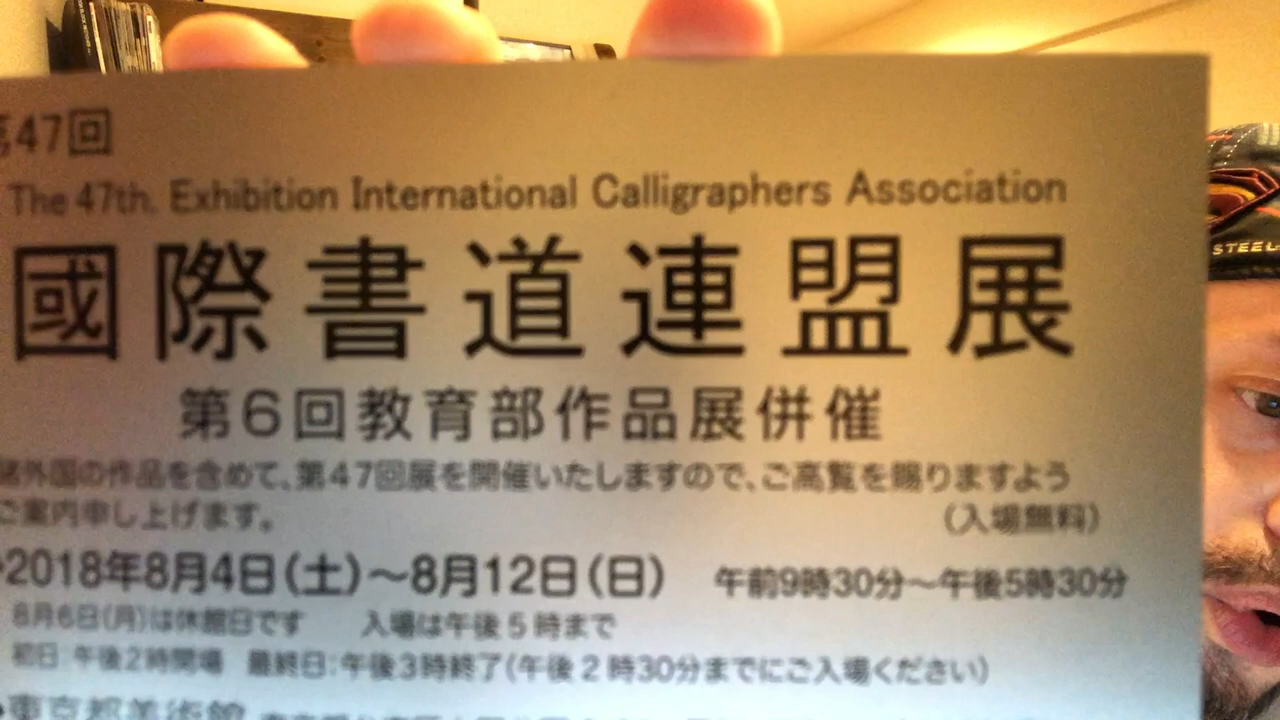 第47回
The 47th. Exhibition International Calligraphers Association
國際書道連盟展
第6回教育部作品展併催
諸外国の作品を含めて、第47回展を開催いたしますので、ご高覧を賜りますよう
ご案内申し上げます。 (入場無料)
2018年8月4日(土)～8月12日(日) 午前9時30分～午後5時30分
8月6日(月)は休館日です 入場は午後5時まで
初日:午後2時開場 最終日:午後3時終了(午後2時30分までにご入場ください)
東京都美術館
STEEL